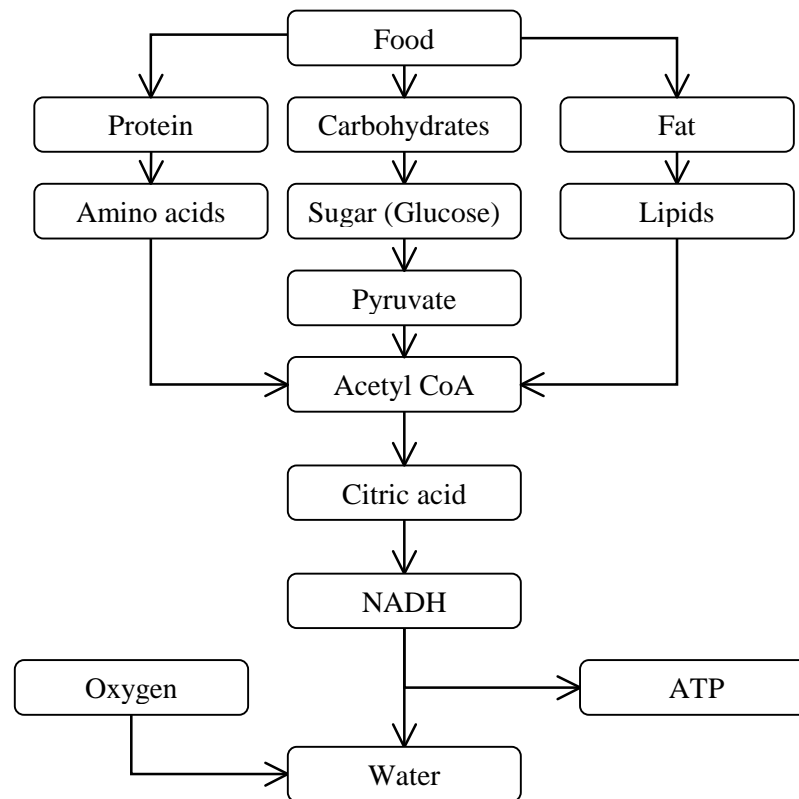 Food
Protein
Carbohydrates
Fat
Amino acids
Sugar (Glucose)
Lipids
Pyruvate
Acetyl CoA
Citric acid
NADH
Oxygen
ATP
Water